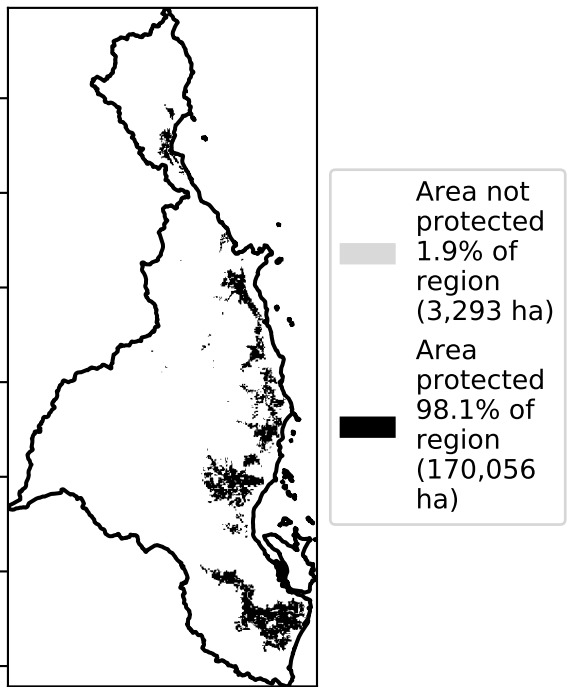 Area not
protected
1.9% of
region
(3,293 ha)
Area
protected
98.1% of
region
(170,056
ha)